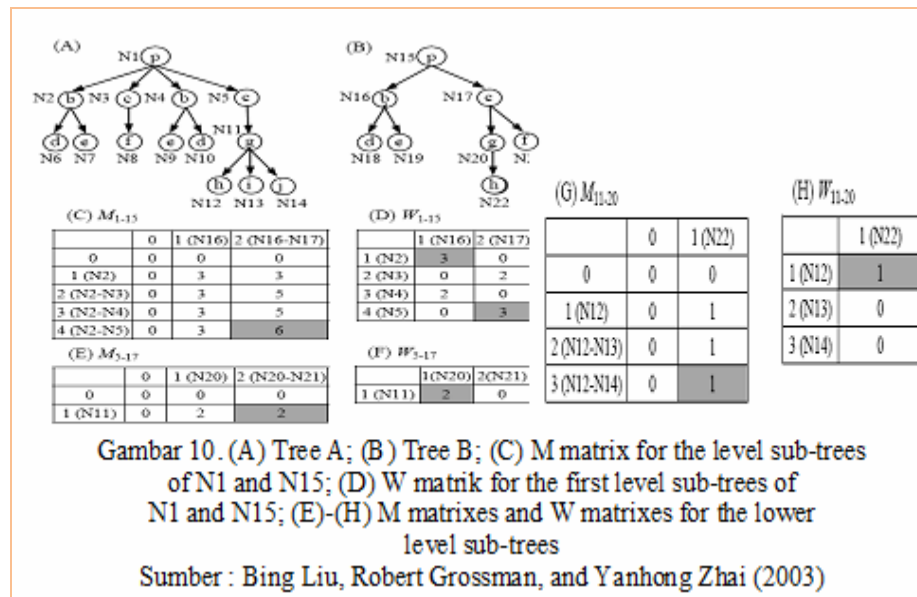 (A)
N1 p
N2 b N3 c N4 b N5 c
N11 g
d e f e d
N6 N7 N8 N9 N10
h i j
N12 N13 N14
(B)
N15 p
N16 b N17 c
d e g f
N18 N19 N20 N
h
N22
(C) M1-15
0 1 (N16) 2 (N16-N17)
0 0 0 0
1 (N2) 0 3 3
2 (N2-N3) 0 3 5
3 (N2-N4) 0 3 5
4 (N2-N5) 0 3 6
(D) W1-15
1 (N16) 2 (N17)
1 (N2) 3 0
2 (N3) 0 2
3 (N4) 2 0
4 (N5) 0 3
(E) M5-17
0 1 (N20) 2 (N20-N21)
0 0 0 0
1 (N11) 0 2 2
(F) W5-17
1(N20) 2(N21)
1 (N11) 2 0
(G) M11-20
0 1(N22)
0 0 0
1(N12) 0 1
2(N12-N13) 0 1
3(N12-N14) 0 1
(H) W11-20
1(N22)
1(N12) 1
2(N13) 0
3(N14) 0
Gambar 10. (A) Tree A; (B) Tree B; (C) M matrix for the level sub-trees
of N1 and N15; (D) W matrik for the first level sub-trees of
N1 and N15; (E)-(H) M matrixes and W matrixes for the lower
level sub-trees
Sumber : Bing Liu, Robert Grossman, and Yanhong Zhai (2003)